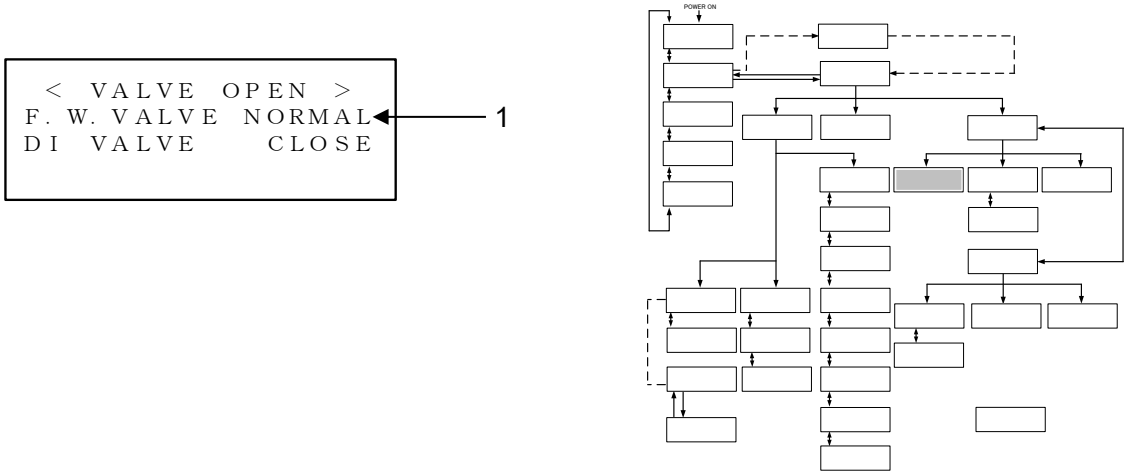 POWER ON
< VALVE OPEN >
F. W. VALVE NORMAL
DI VALVE CLOSE
1